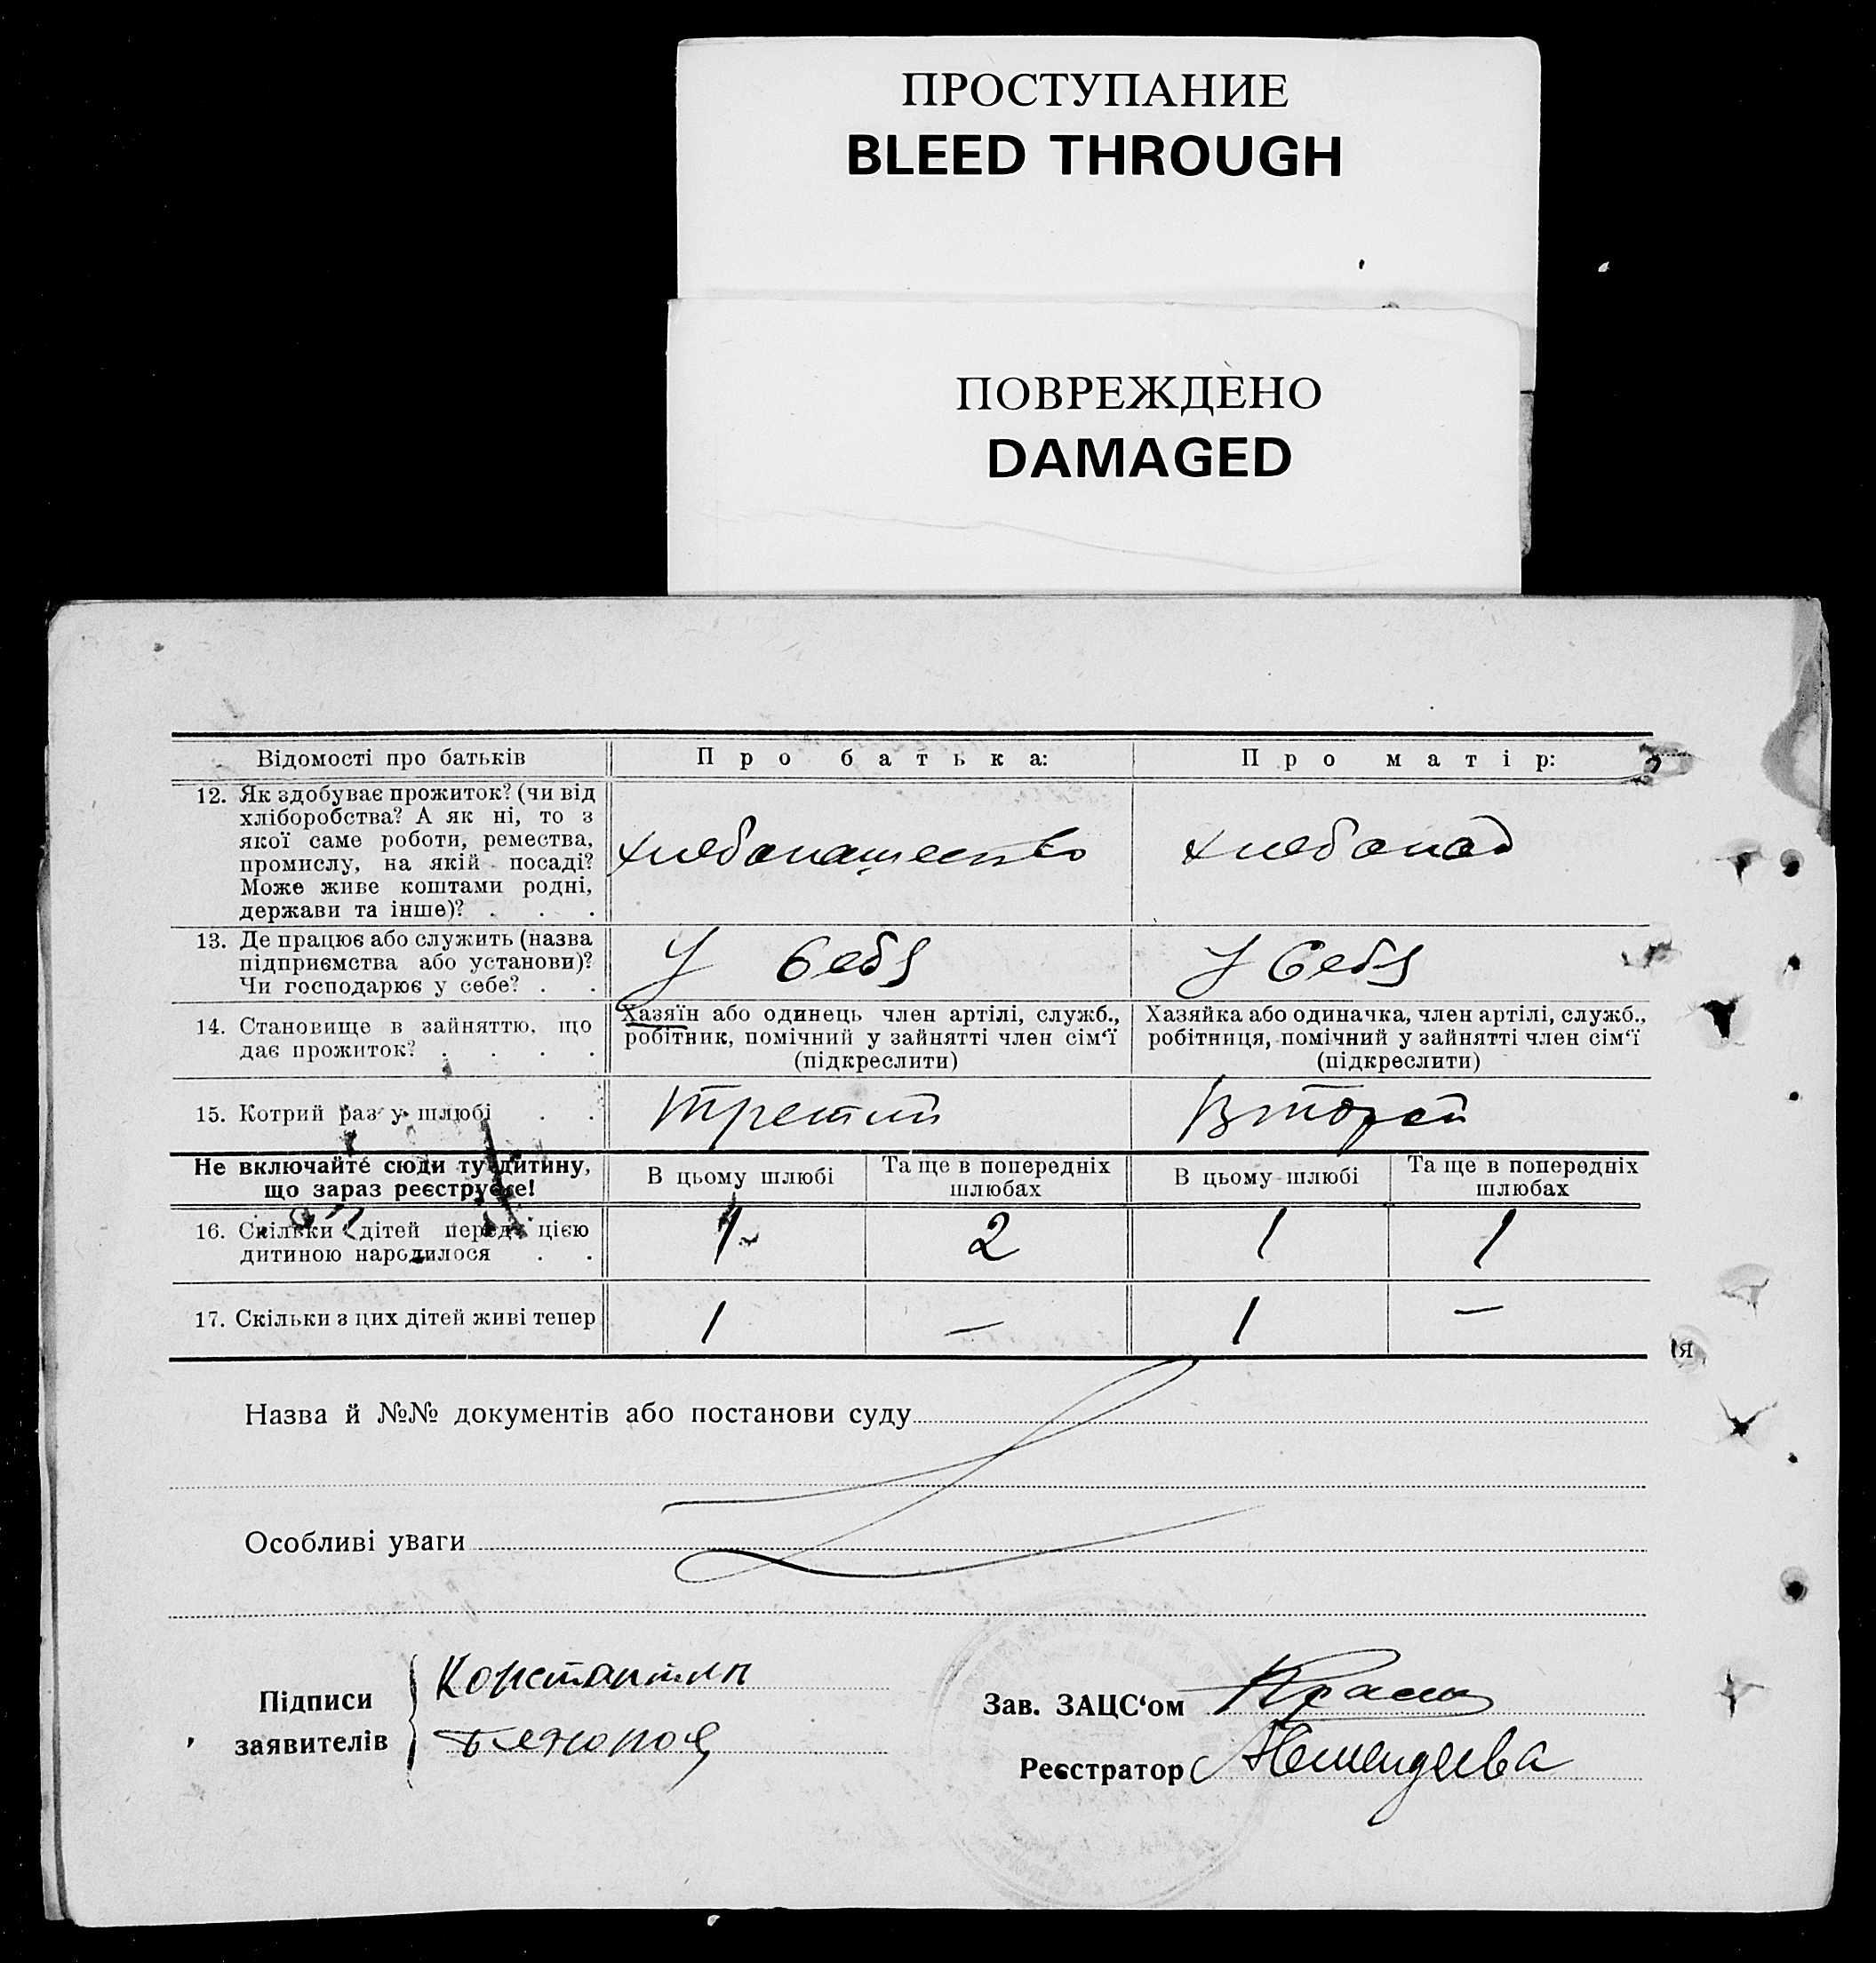 ПРОСТУПАНИЕ
BLEED THROUGH
ПОВРЕЖДЕНО
DAMAGED
Відомості про батьків
Про батька:
Про матір:
12. Як здобуває прожиток? (чи від
хліборобства? А як ні, то з
якої саме роботи, ремества,
промислу, на якій посаді?
Може живе коштами родні,
держави та інше)? . . .
хлебопашество
хлебопаш
13. Де працює або служить (назва
підприємства або установи)?
Чи господарює у себе? . .
У себя
У себя
14. Становище в зайняттю, що
дає прожиток? . . . .
Хазяїн або одинець член артілі, служб.,
робітник, помічний у зайнятті член сім'ї
(підкреслити)
Хазяйка або одиначка, член артілі, служб.,
робітниця, помічний у зайнятті член сім'ї
(підкреслити)
15. Котрий раз у шлюбі . .
Третий
Второй
Не включайте сюди ту дитину,
що зараз реєструєте!
В цьому шлюбі
Та ще в попередніх
шлюбах
В цьому шлюбі
Та ще в попередніх
шлюбах
16. Скільки дітей перед цією
дитиною народилося . .
1
2
1
1
17. Скільки з цих дітей живі тепер
1
—
1
—
я
Назва й №№ документів або постанови суду
Особливі уваги
Підписи
заявителів
Константин
Зав. ЗАЦС'ом
Реєстратор